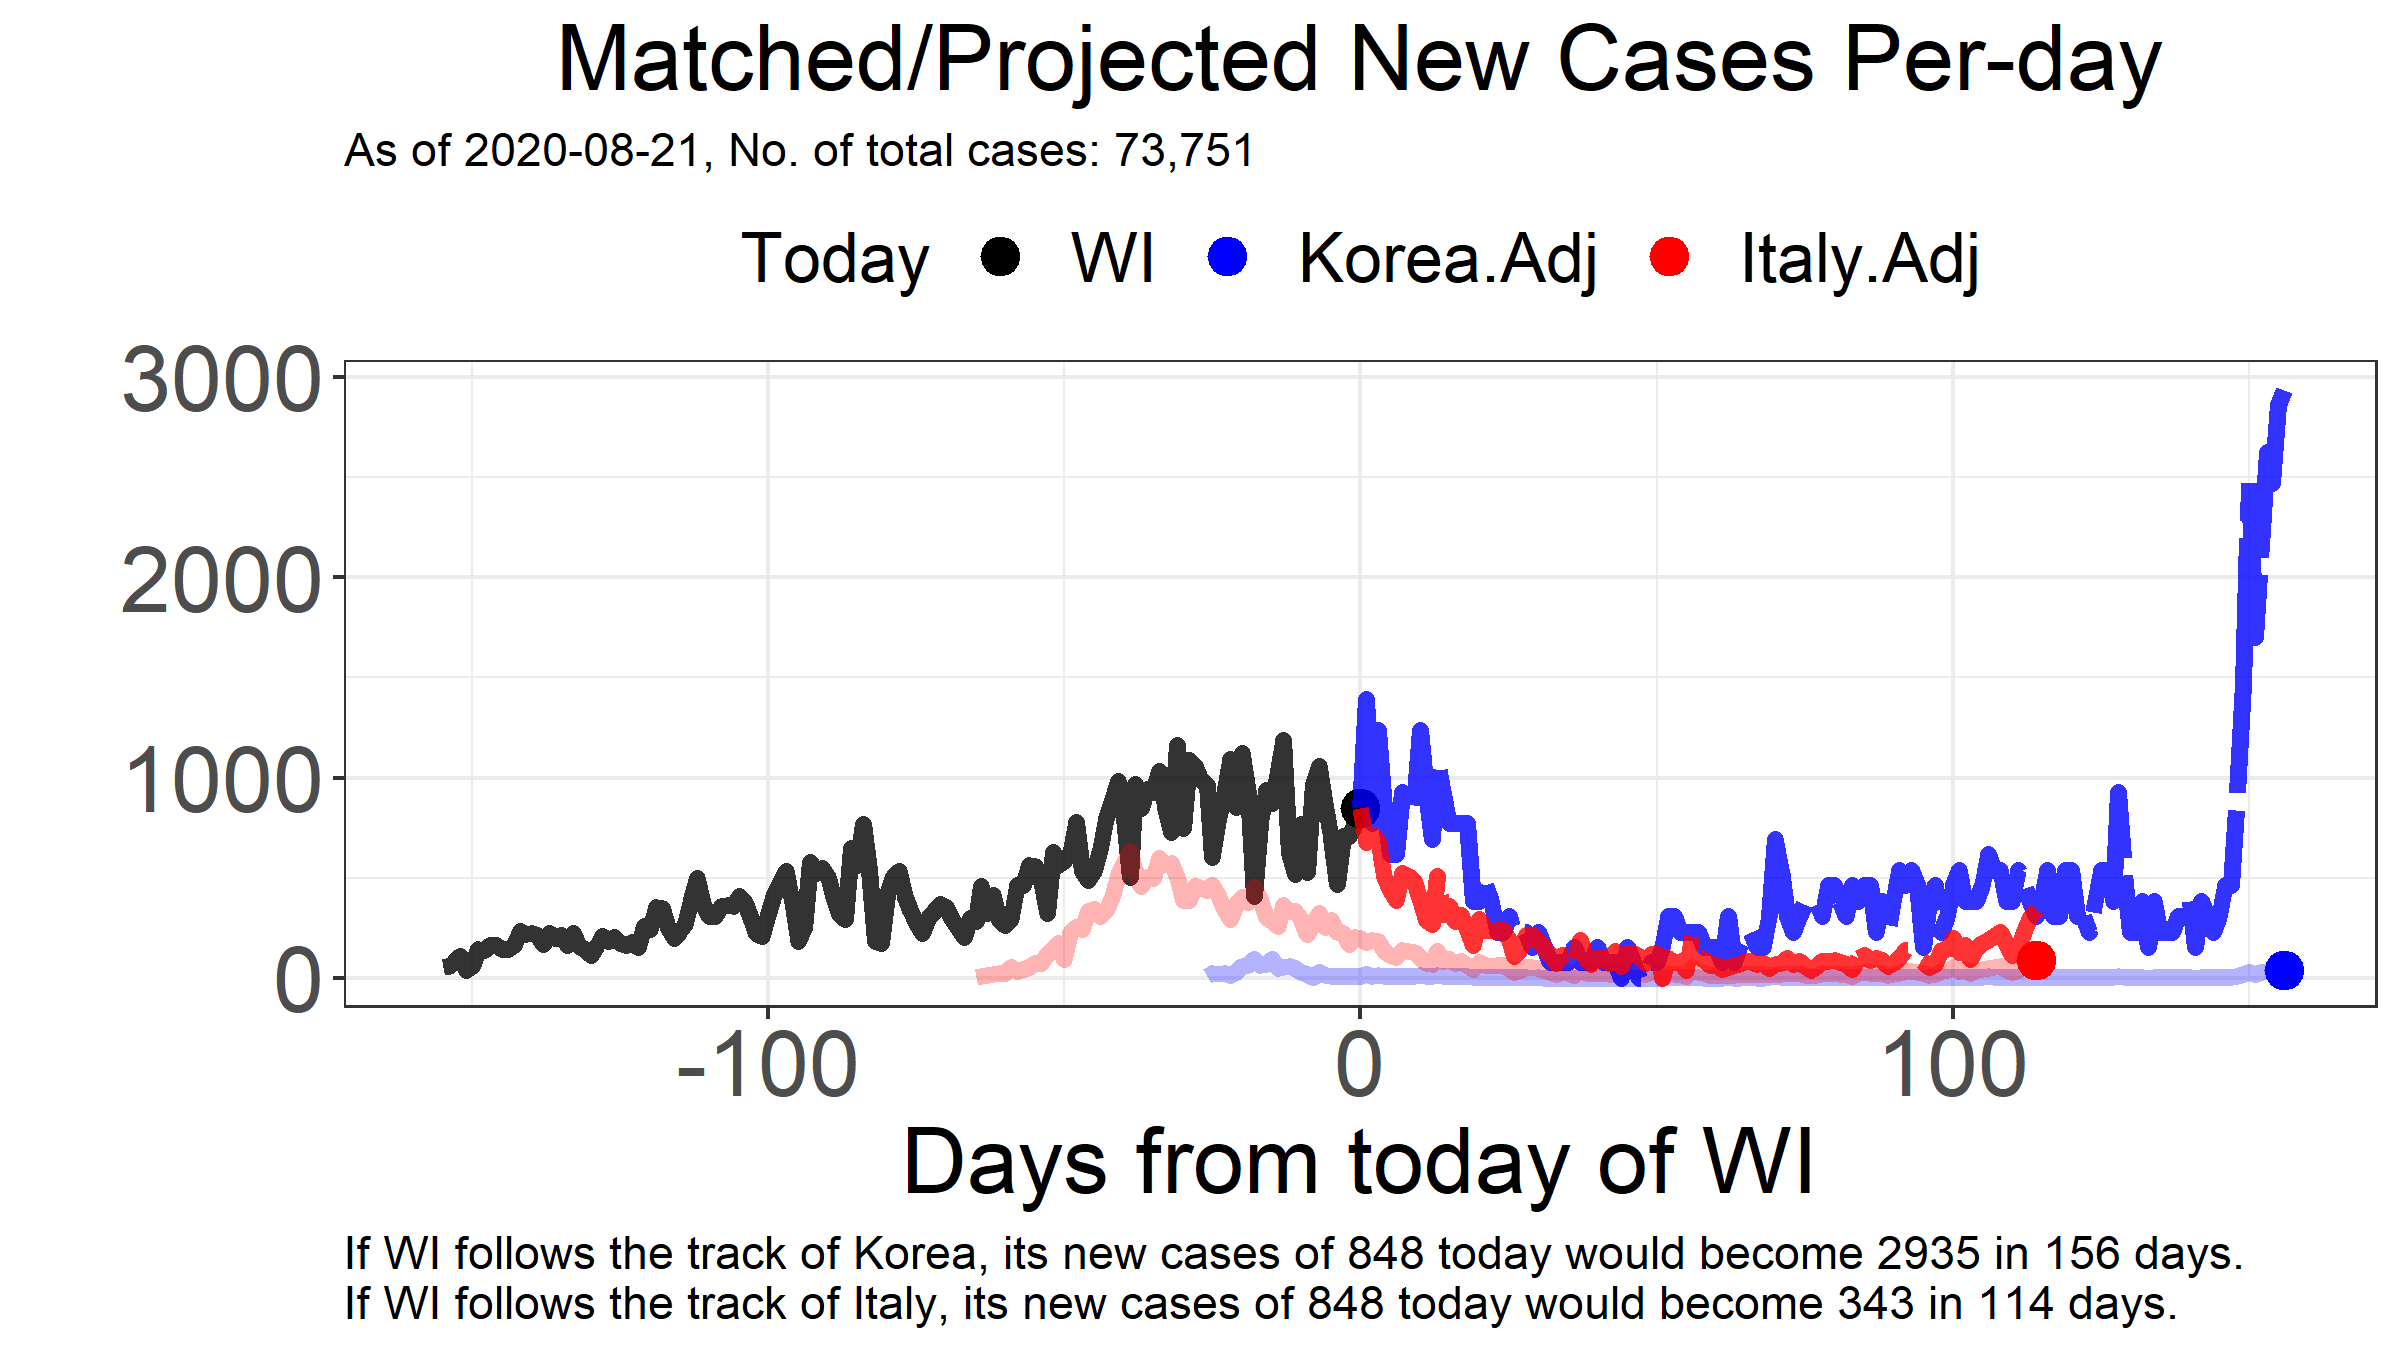 Matched/Projected New Cases Per-day
As of 2020-08-21, No. of total cases: 73,751
Today WI Korea.Adj Italy.Adj
3000
2000
1000
0
-100 0 100
Days from today of WI
If WI follows the track of Korea, its new cases of 848 today would become 2935 in 156 days.
If WI follows the track of Italy, its new cases of 848 today would become 343 in 114 days.